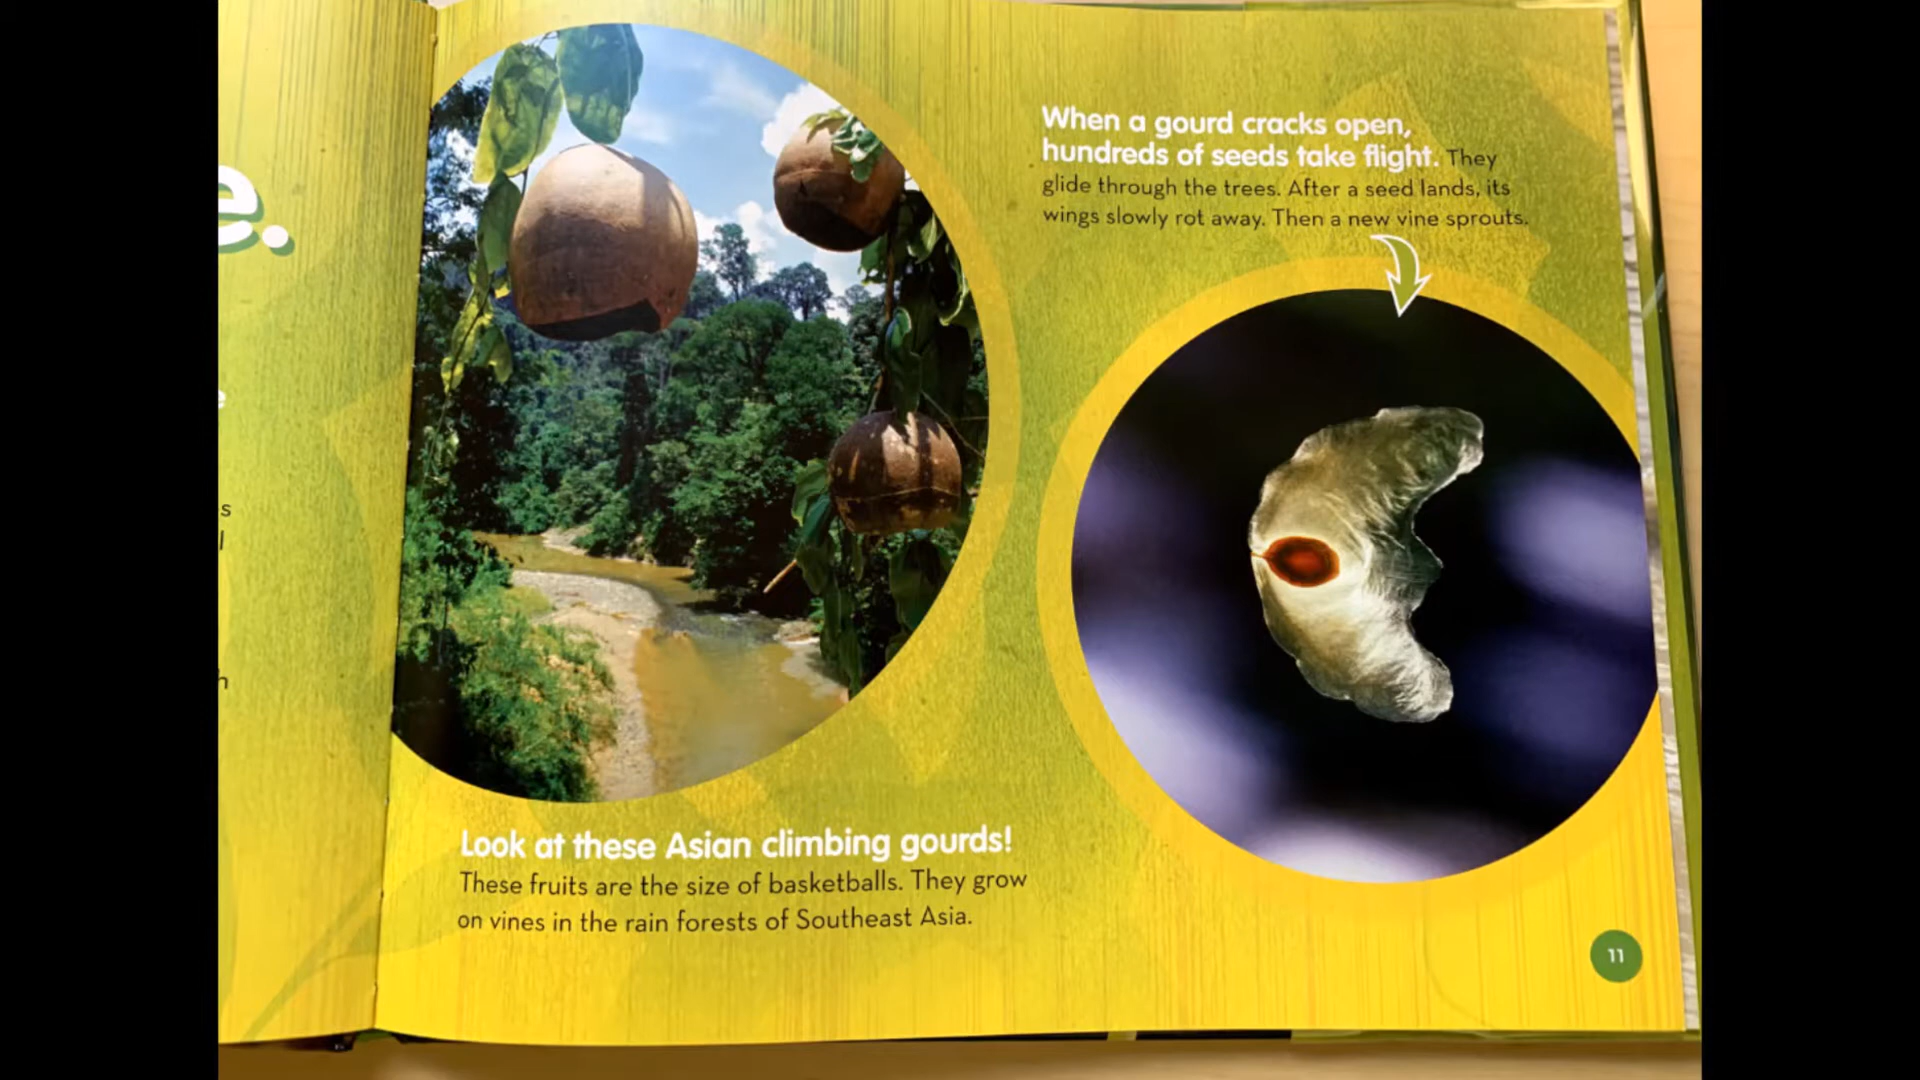 e.
e
s
l
h
When a gourd cracks open,
hundreds of seeds take flight. They
glide through the trees. After a seed lands, its
wings slowly rot away. Then a new vine sprouts.
Look at these Asian climbing gourds!
These fruits are the size of basketballs. They grow
on vines in the rain forests of Southeast Asia.
11